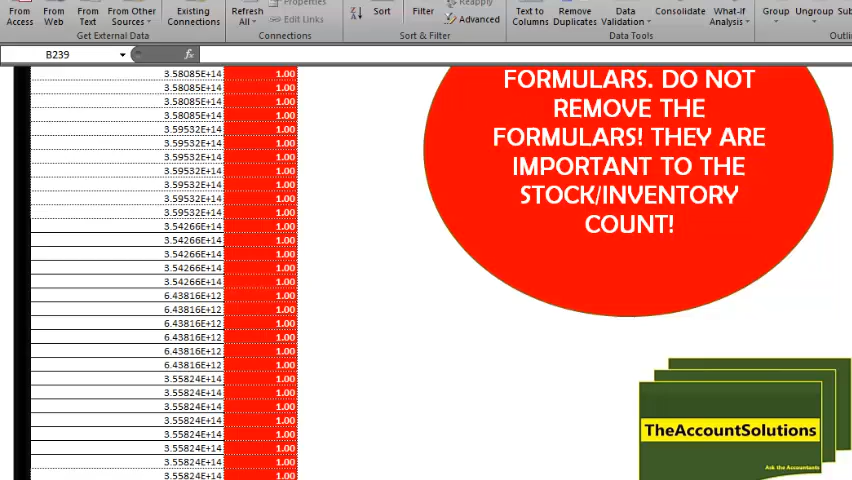 Properties
Reapply
From Access
From Web
From Text
From Other Sources
Existing Connections
Refresh All
Edit Links
Sort
Filter
Advanced
Text to Columns
Remove Duplicates
Data Validation
Consolidate
What-If Analysis
Group
Ungroup
Get External Data
Connections
Sort & Filter
Data Tools
B239
fx
3.58085E+14 1.00
3.58085E+14 1.00
3.58085E+14 1.00
3.58085E+14 1.00
3.59532E+14 1.00
3.59532E+14 1.00
3.59532E+14 1.00
3.59532E+14 1.00
3.59532E+14 1.00
3.59532E+14 1.00
3.59532E+14 1.00
3.54266E+14 1.00
3.54266E+14 1.00
3.54266E+14 1.00
3.54266E+14 1.00
3.54266E+14 1.00
6.43816E+12 1.00
6.43816E+12 1.00
6.43816E+12 1.00
6.43816E+12 1.00
6.43816E+12 1.00
6.43816E+12 1.00
3.55824E+14 1.00
3.55824E+14 1.00
3.55824E+14 1.00
3.55824E+14 1.00
3.55824E+14 1.00
3.55824E+14 1.00
3.55824E+14 1.00
3.55824E+14 1.00
FORMULARS. DO NOT
REMOVE THE
FORMULARS! THEY ARE
IMPORTANT TO THE
STOCK/INVENTORY
COUNT!
TheAccountSolutions
Ask the Accountants